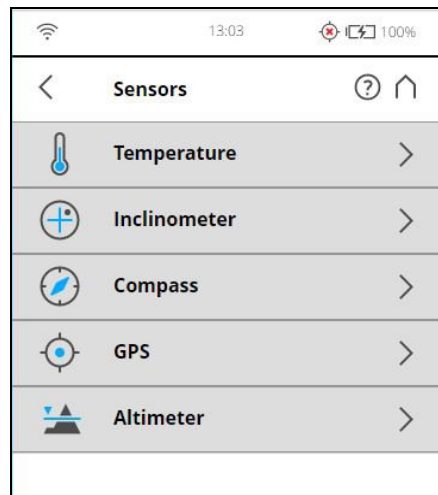 13:03 100%
Sensors ?
Temperature
Inclinometer
Compass
GPS
Altimeter